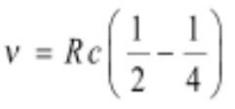 ν = Rc(1/2 − 1/4)